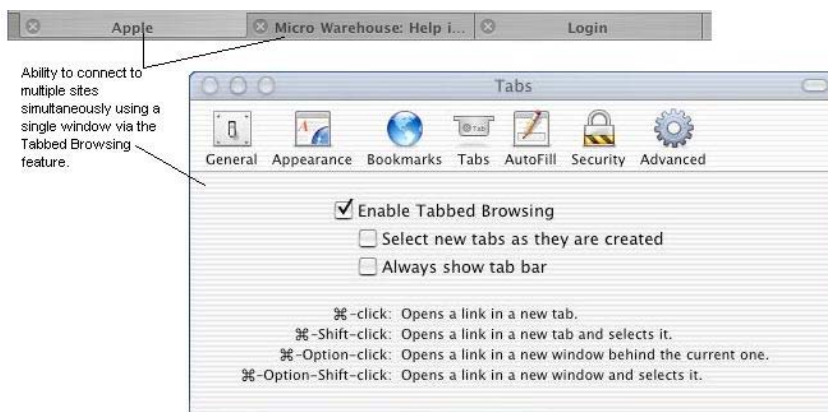 Apple
Micro Warehouse: Help i...
Login
Ability to connect to
multiple sites
simultaneously using a
single window via the
Tabbed Browsing
feature.
Tabs
General Appearance Bookmarks Tabs AutoFill Security Advanced
Enable Tabbed Browsing
Select new tabs as they are created
Always show tab bar
⌘-click: Opens a link in a new tab.
⌘-Shift-click: Opens a link in a new tab and selects it.
⌘-Option-click: Opens a link in a new window behind the current one.
⌘-Option-Shift-click: Opens a link in a new window and selects it.